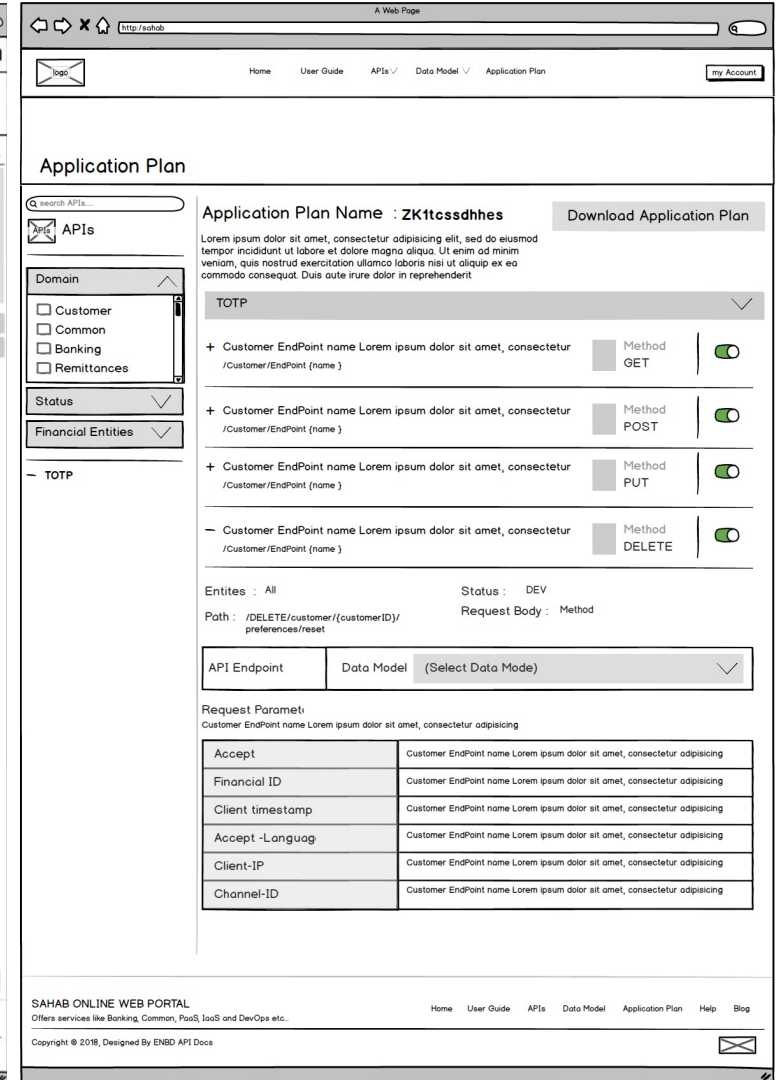 A Web Page
http:/sahab
logo
Home User Guide APIs Data Model Application Plan
my Account
Application Plan
search APIs....
APIs APIs
Domain
Customer
Common
Banking
Remittances
Status
Financial Entities
— TOTP
Application Plan Name : ZK1tcssdhhes
Download Application Plan
Lorem ipsum dolor sit amet, consectetur adipisicing elit, sed do eiusmod
tempor incididunt ut labore et dolore magna aliqua. Ut enim ad minim
veniam, quis nostrud exercitation ullamco laboris nisi ut aliquip ex ea
commodo consequat. Duis aute irure dolor in reprehenderit
TOTP
+ Customer EndPoint name Lorem ipsum dolor sit amet, consectetur
/Customer/EndPoint {name }
Method
GET
+ Customer EndPoint name Lorem ipsum dolor sit amet, consectetur
/Customer/EndPoint {name }
Method
POST
+ Customer EndPoint name Lorem ipsum dolor sit amet, consectetur
/Customer/EndPoint {name }
Method
PUT
— Customer EndPoint name Lorem ipsum dolor sit amet, consectetur
/Customer/EndPoint {name }
Method
DELETE
Entites : All
Status : DEV
Path : /DELETE/customer/{customerID}/
preferences/reset
Request Body : Method
API Endpoint
Data Model (Select Data Mode)
Request Paramet
Customer EndPoint name Lorem ipsum dolor sit amet, consectetur adipisicing
Accept Customer EndPoint name Lorem ipsum dolor sit amet, consectetur adipisicing
Financial ID Customer EndPoint name Lorem ipsum dolor sit amet, consectetur adipisicing
Client timestamp Customer EndPoint name Lorem ipsum dolor sit amet, consectetur adipisicing
Accept -Languag Customer EndPoint name Lorem ipsum dolor sit amet, consectetur adipisicing
Client-IP Customer EndPoint name Lorem ipsum dolor sit amet, consectetur adipisicing
Channel-ID Customer EndPoint name Lorem ipsum dolor sit amet, consectetur adipisicing
SAHAB ONLINE WEB PORTAL
Offers services like Banking, Common, PaaS, IaaS and DevOps etc...
Home User Guide APIs Data Model Application Plan Help Blog
Copyright © 2018, Designed By ENBD API Docs